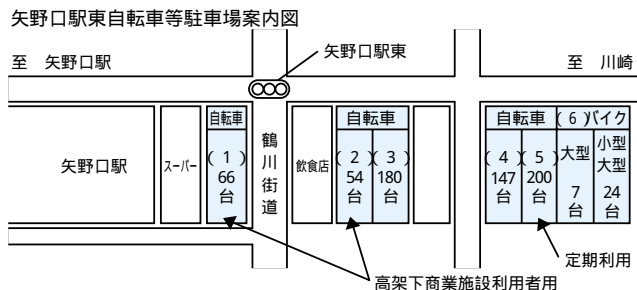 矢野口駅東自転車等駐車場案内図
至 矢野口駅
矢野口駅東
至 川崎
矢野口駅
スーパー
自転車
(1)
66
台
鶴川街道
飲食店
自転車
(2)
54
台
(3)
180
台
自転車
(4)
147
台
(5)
200
台
(6)バイク
大型
7
台
小型
大型
24
台
定期利用
高架下商業施設利用者用